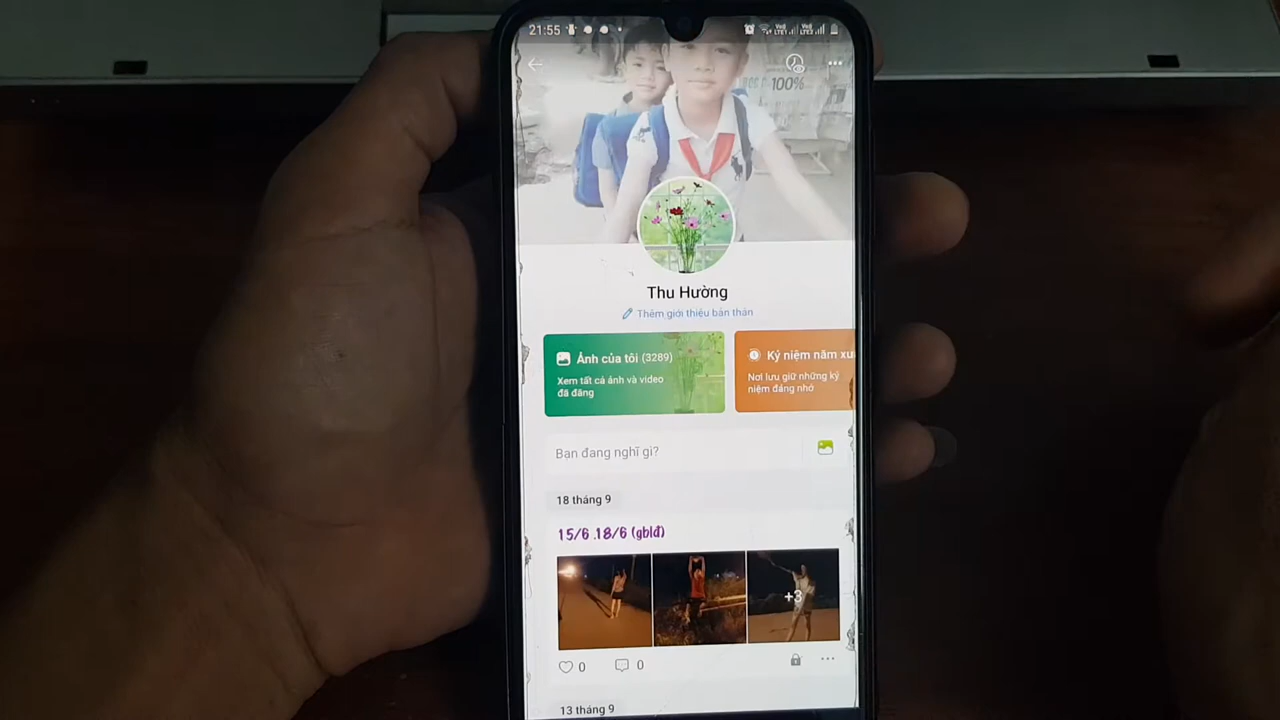 21:55
100%
Thu Hường
Thêm giới thiệu bản thân
Ảnh của tôi (3289)
Xem tất cả ảnh và video
đã đăng
Kỷ niệm năm xu
Nơi lưu giữ những kỷ
niệm đáng nhớ
Bạn đang nghĩ gì?
18 tháng 9
15/6 .18/6 (gblđ)
+3
0
0
13 tháng 9